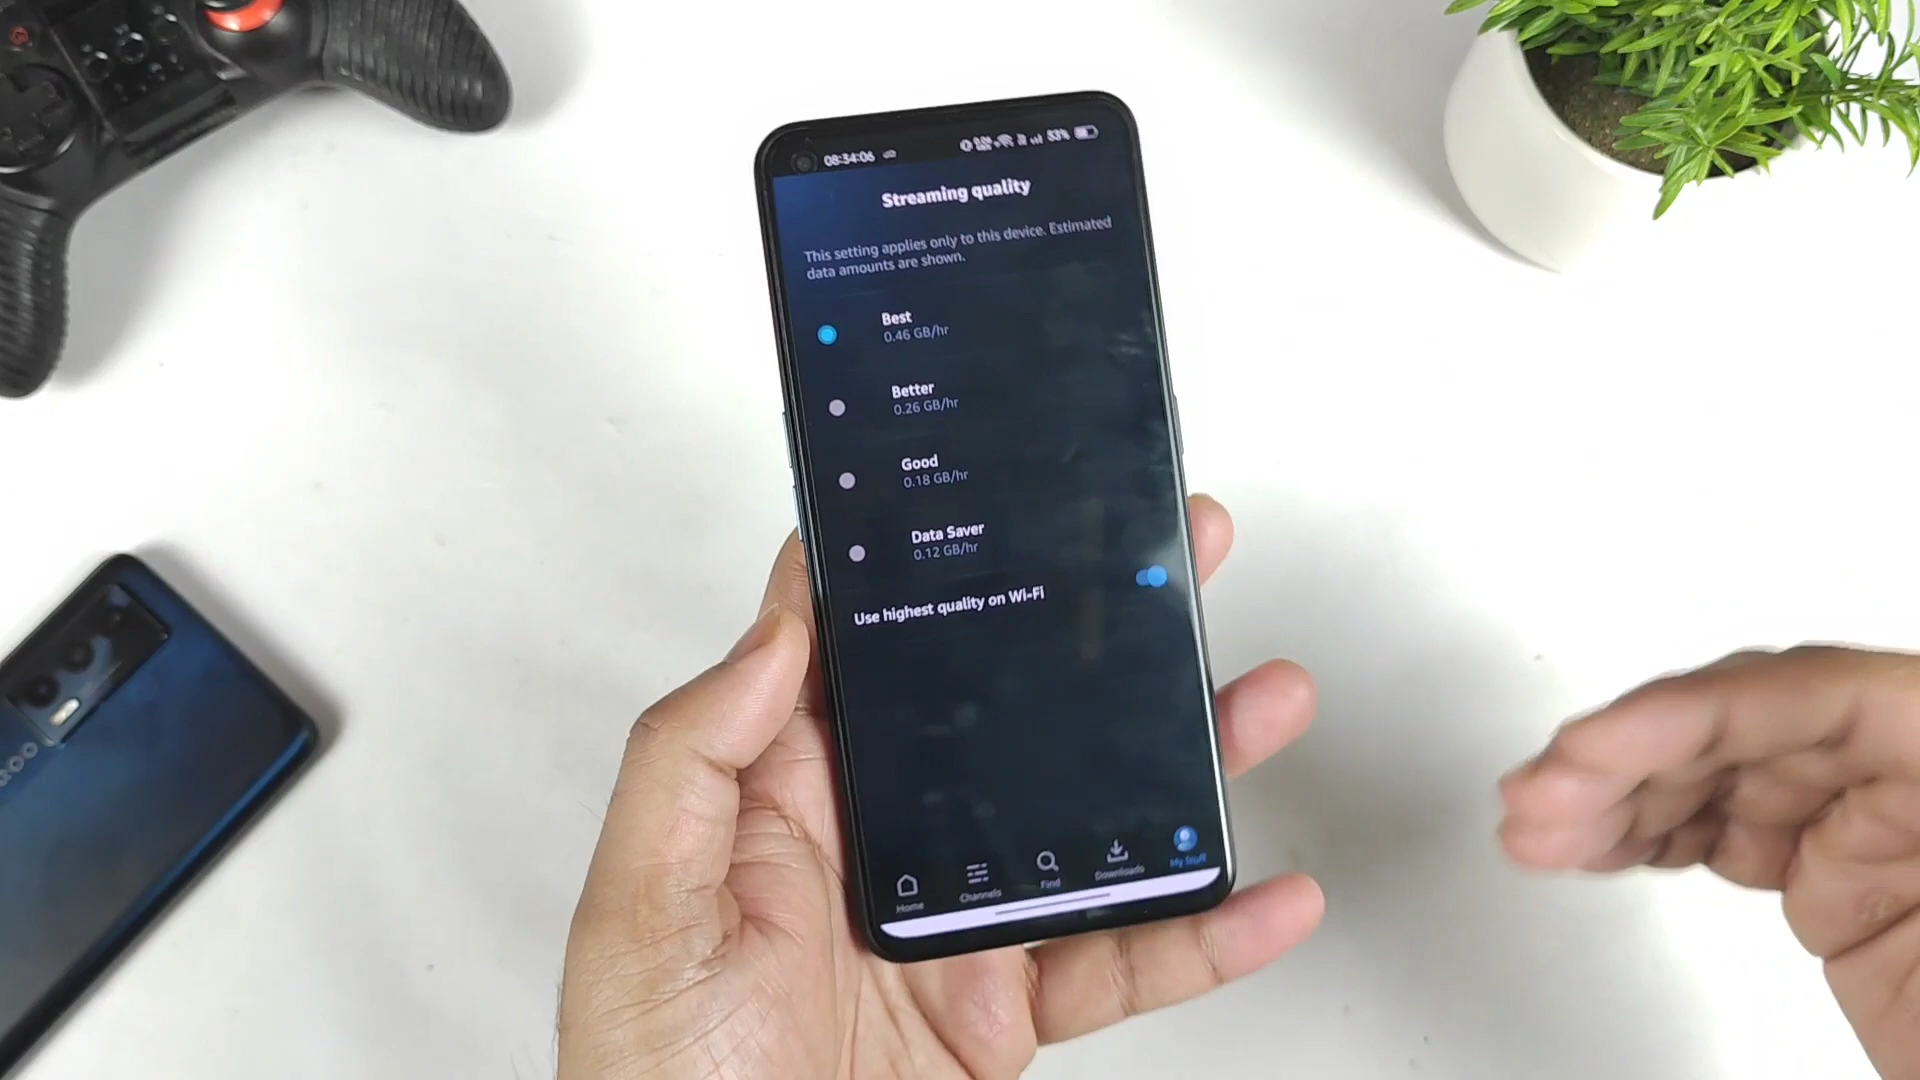 08:34:06
53%
Streaming quality
This setting applies only to this device. Estimated
data amounts are shown.
Best
0.46 GB/hr
Better
0.26 GB/hr
Good
0.18 GB/hr
Data Saver
0.12 GB/hr
Use highest quality on Wi-Fi
Home
Channels
Find
Downloads
My Stuff